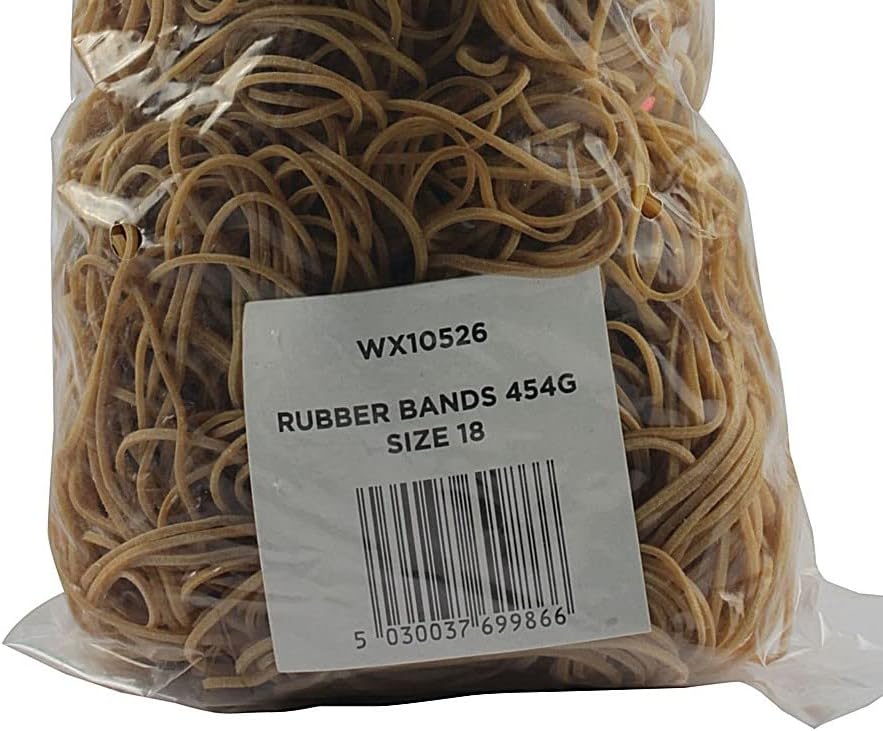 WX10526
RUBBER BANDS 454G
SIZE 18
5 030037 699866